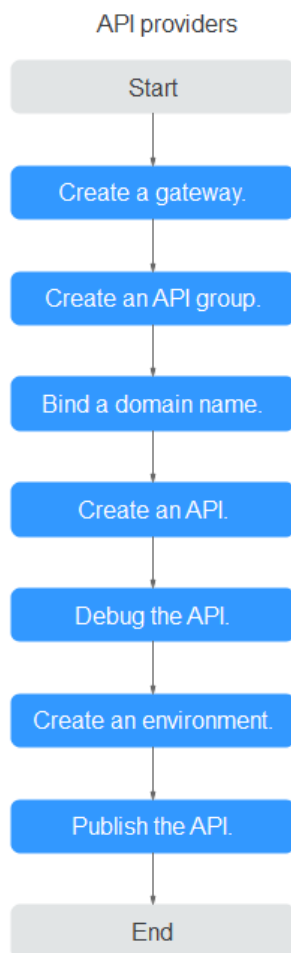 API providers
Start
Create a gateway.
Create an API group.
Bind a domain name.
Create an API.
Debug the API.
Create an environment.
Publish the API.
End